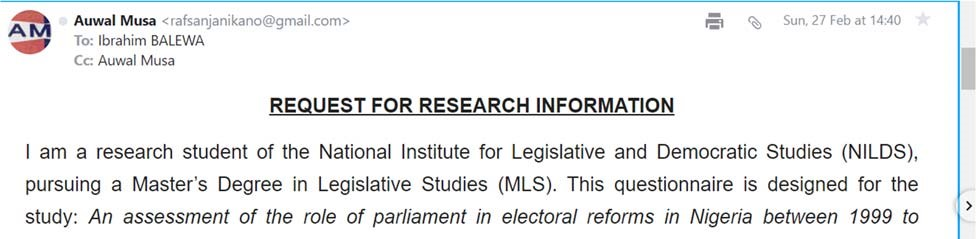 AM
Auwal Musa <rafsanjanikano@gmail.com>
Sun, 27 Feb at 14:40
To: Ibrahim BALEWA
Cc: Auwal Musa
REQUEST FOR RESEARCH INFORMATION
I am a research student of the National Institute for Legislative and Democratic Studies (NILDS),
pursuing a Master’s Degree in Legislative Studies (MLS). This questionnaire is designed for the
study: An assessment of the role of parliament in electoral reforms in Nigeria between 1999 to